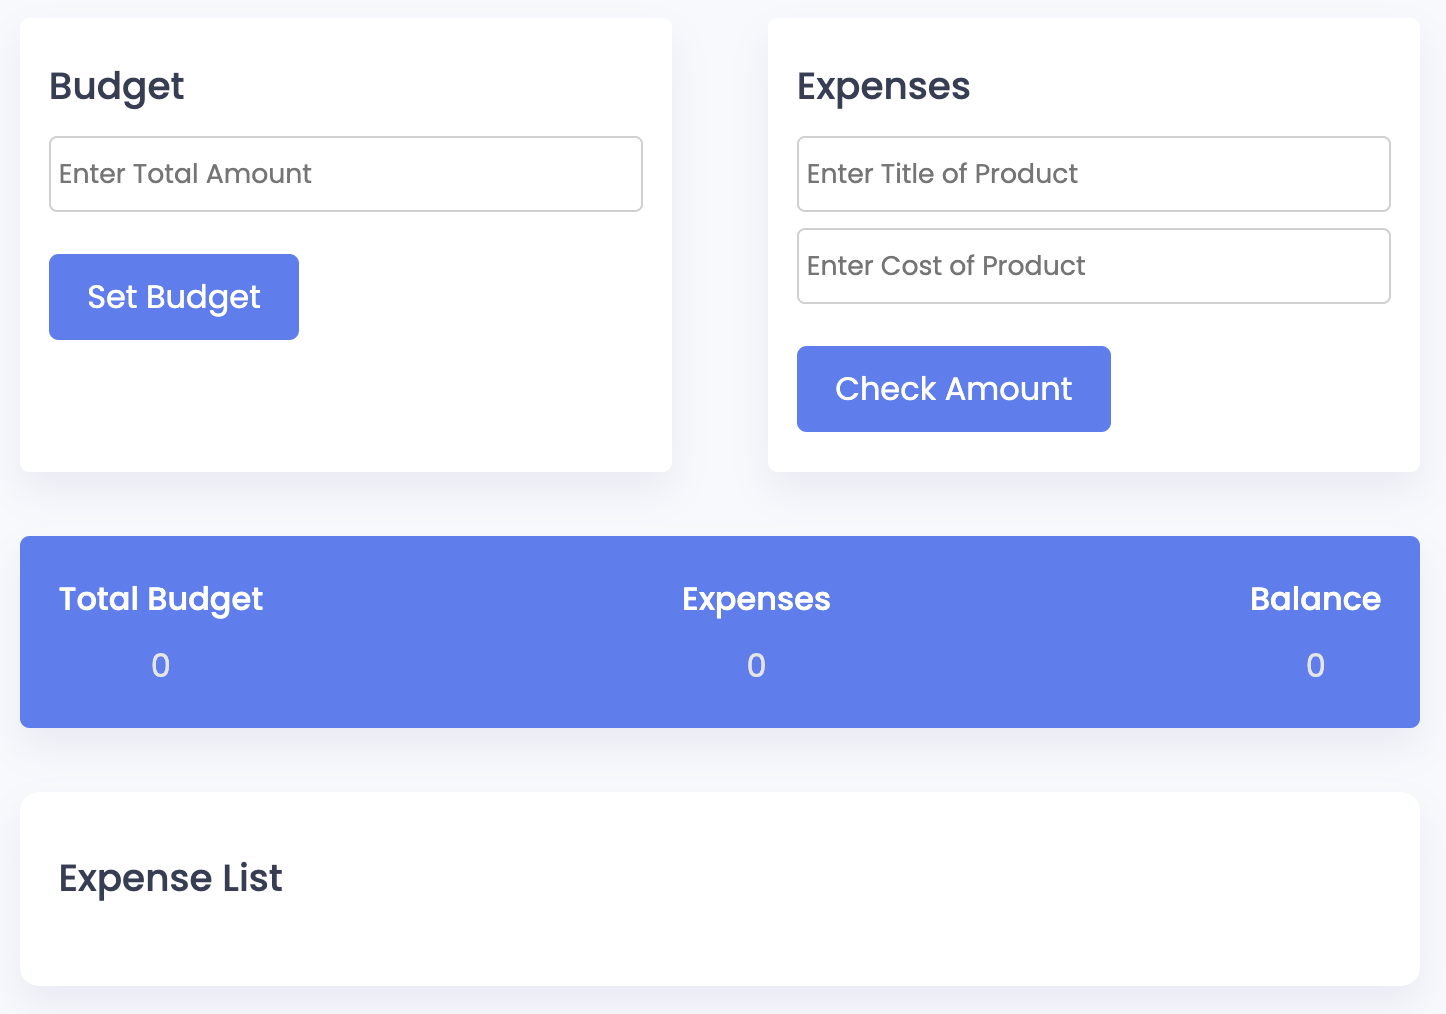 Budget
Enter Total Amount
Set Budget
Expenses
Enter Title of Product
Enter Cost of Product
Check Amount
Total Budget
0
Expenses
0
Balance
0
Expense List